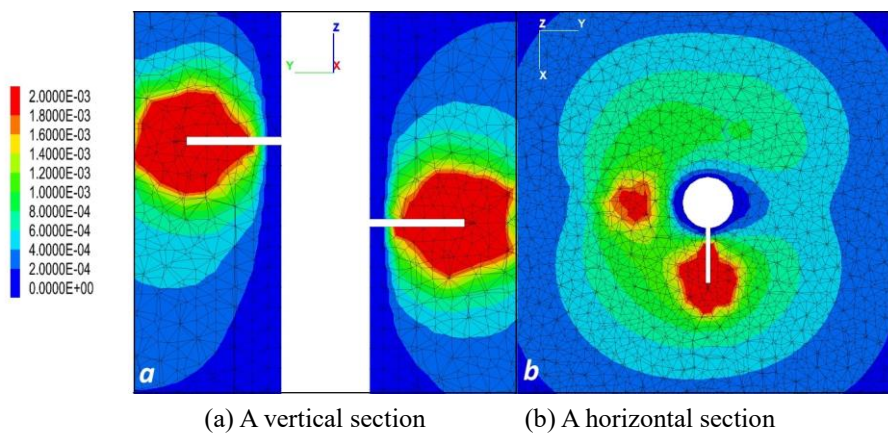 2.0000E-03
1.8000E-03
1.6000E-03
1.4000E-03
1.2000E-03
1.0000E-03
8.0000E-04
6.0000E-04
4.0000E-04
2.0000E-04
0.0000E+00
Z
Y X
a
Z Y
X
b
(a) A vertical section (b) A horizontal section